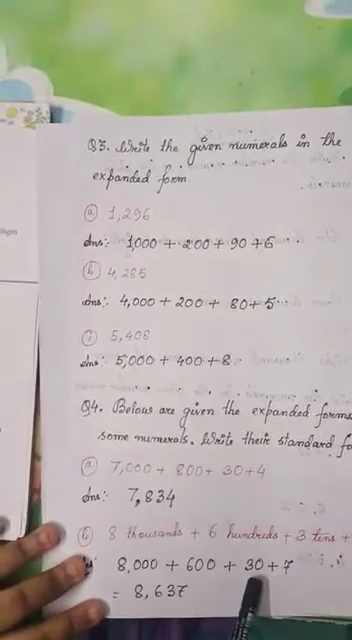 Q3. Write the given numerals in the
expanded form.
(a) 1,296
Ans: 1,000 + 200 + 90 + 6
(b) 4,285
Ans: 4,000 + 200 + 80 + 5
(c) 5,408
Ans: 5,000 + 400 + 8
Q4. Below are given the expanded forms
some numerals. Write their standard fo
(a) 7,000 + 800 + 30 + 4
Ans: 7,834
(b) 8 thousands + 6 hundreds + 3 tens +
8,000 + 600 + 30 + 7
= 8,637